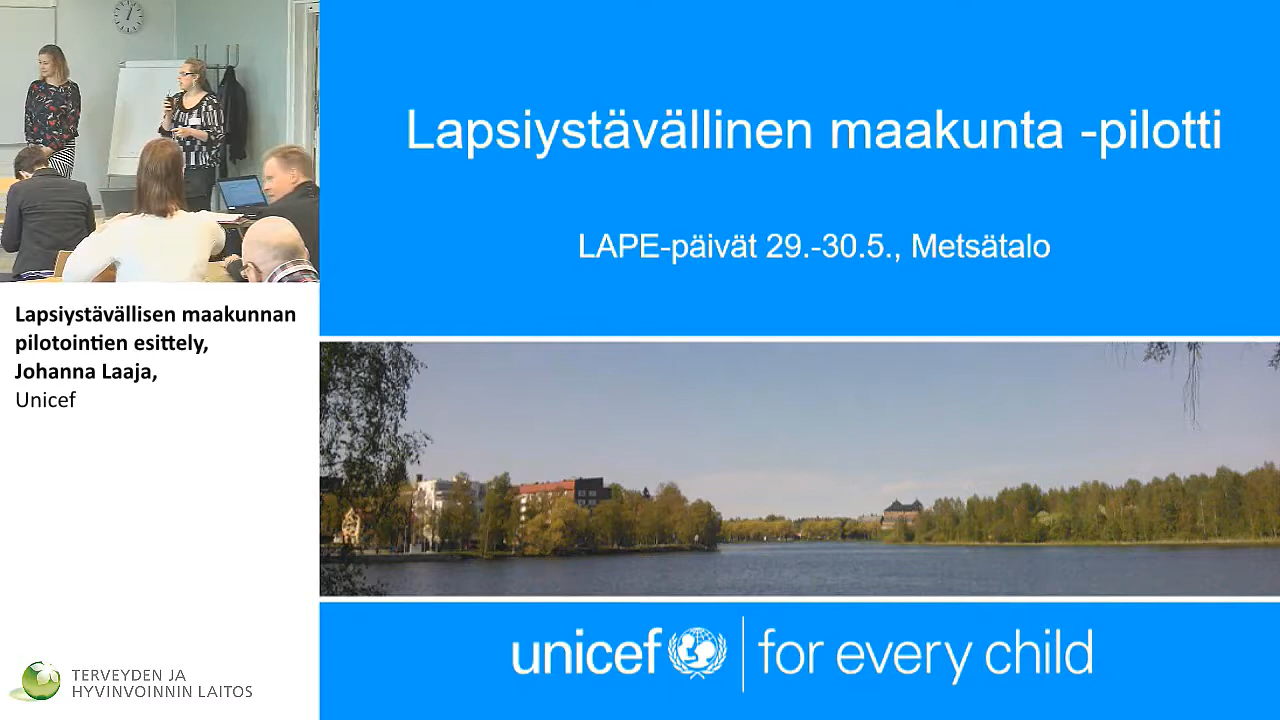 Lapsiystävällinen maakunta -pilotti
LAPE-päivät 29.-30.5., Metsätalo
Lapsiystävällisen maakunnan
pilotointien esittely,
Johanna Laaja,
Unicef
TERVEYDEN JA
HYVINVOINNIN LAITOS
unicef for every child